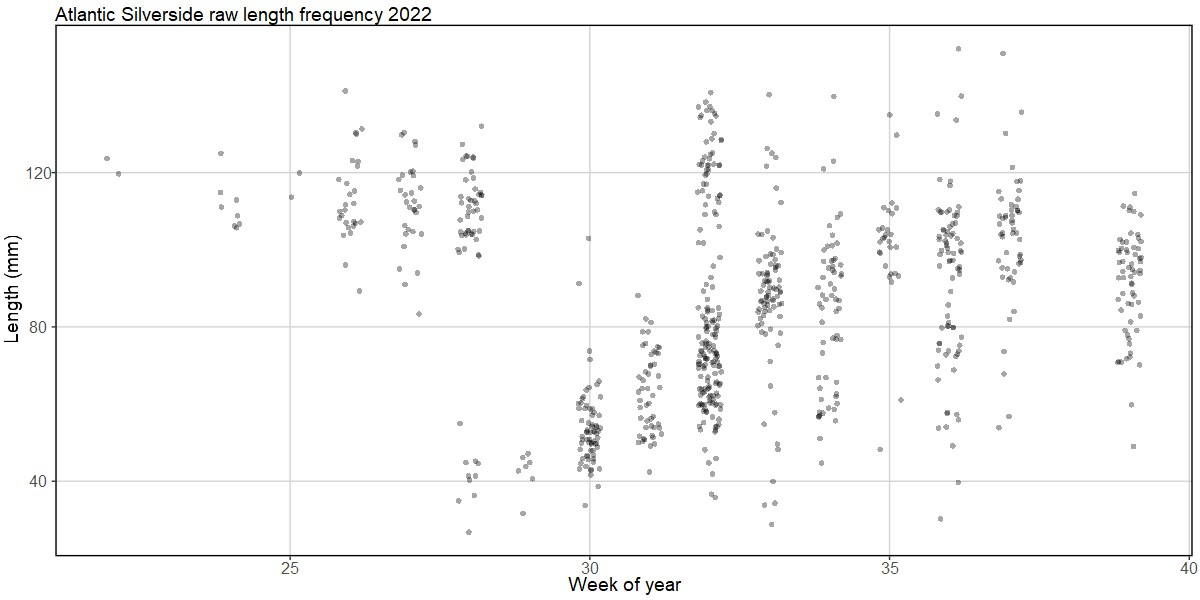 Atlantic Silverside raw length frequency 2022
Length (mm)
120
80
40
25
30
35
40
Week of year